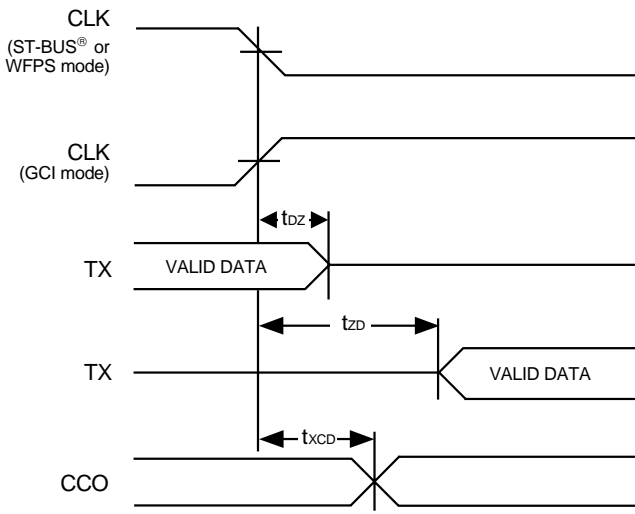 CLK
(ST-BUS® or
WFPS mode)
CLK
(GCI mode)
tDZ
TX
VALID DATA
tZD
TX
VALID DATA
tXCD
CCO